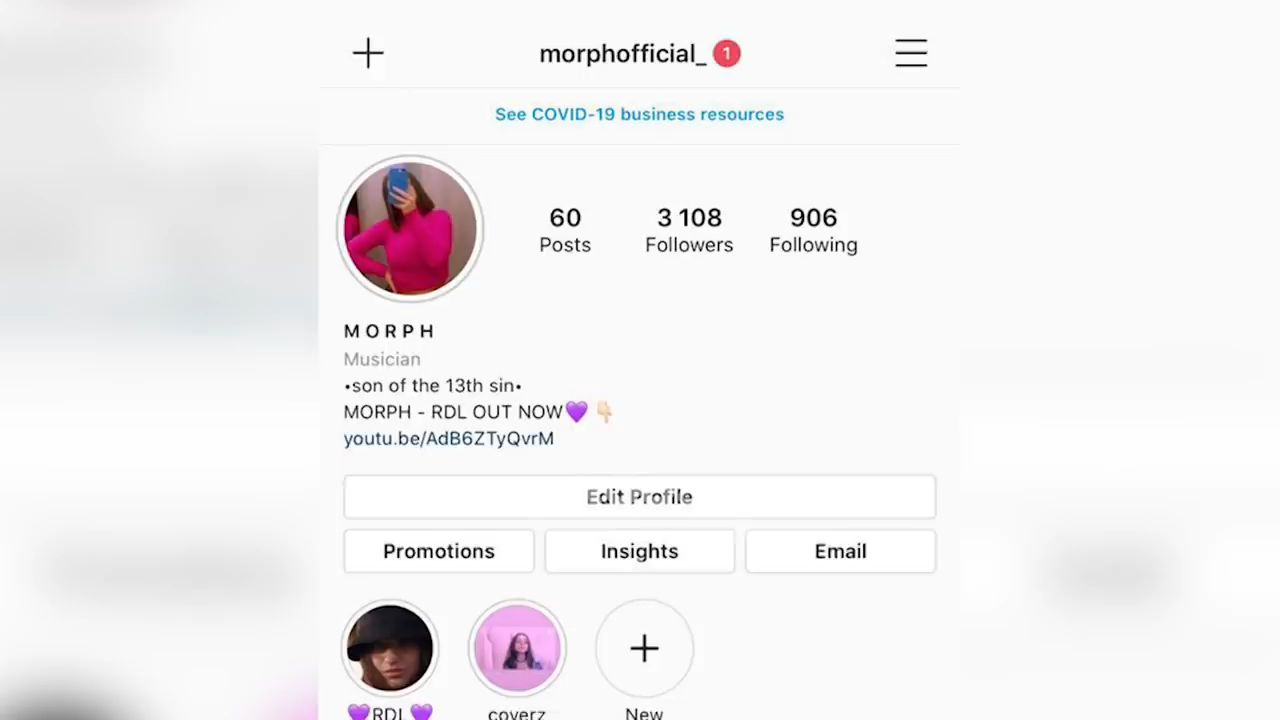 morphofficial_ 1
See COVID-19 business resources
60 3 108 906
Posts Followers Following
M O R P H
Musician
•son of the 13th sin•
MORPH - RDL OUT NOW💜 👇🏻
youtu.be/AdB6ZTyQvrM
Edit Profile
Promotions Insights Email
💜RDL💜 coverz New